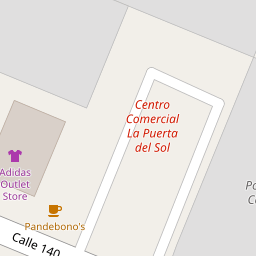 Centro
Comercial
La Puerta
del Sol
Adidas
Outlet
Store
Pandebono's
Calle 140